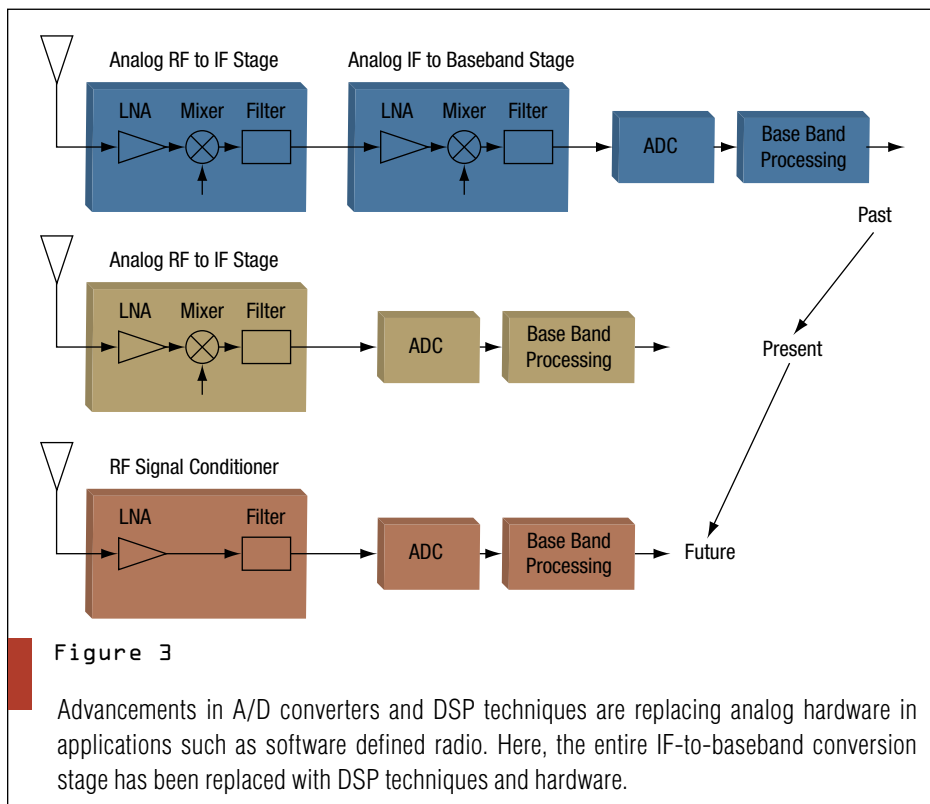 Analog RF to IF Stage
Analog IF to Baseband Stage
LNA Mixer Filter
LNA Mixer Filter
ADC
Base Band
Processing
Past
Analog RF to IF Stage
LNA Mixer Filter
ADC
Base Band
Processing
Present
RF Signal Conditioner
LNA Filter
ADC
Base Band
Processing
Future
Figure 3
Advancements in A/D converters and DSP techniques are replacing analog hardware in
applications such as software defined radio. Here, the entire IF-to-baseband conversion
stage has been replaced with DSP techniques and hardware.